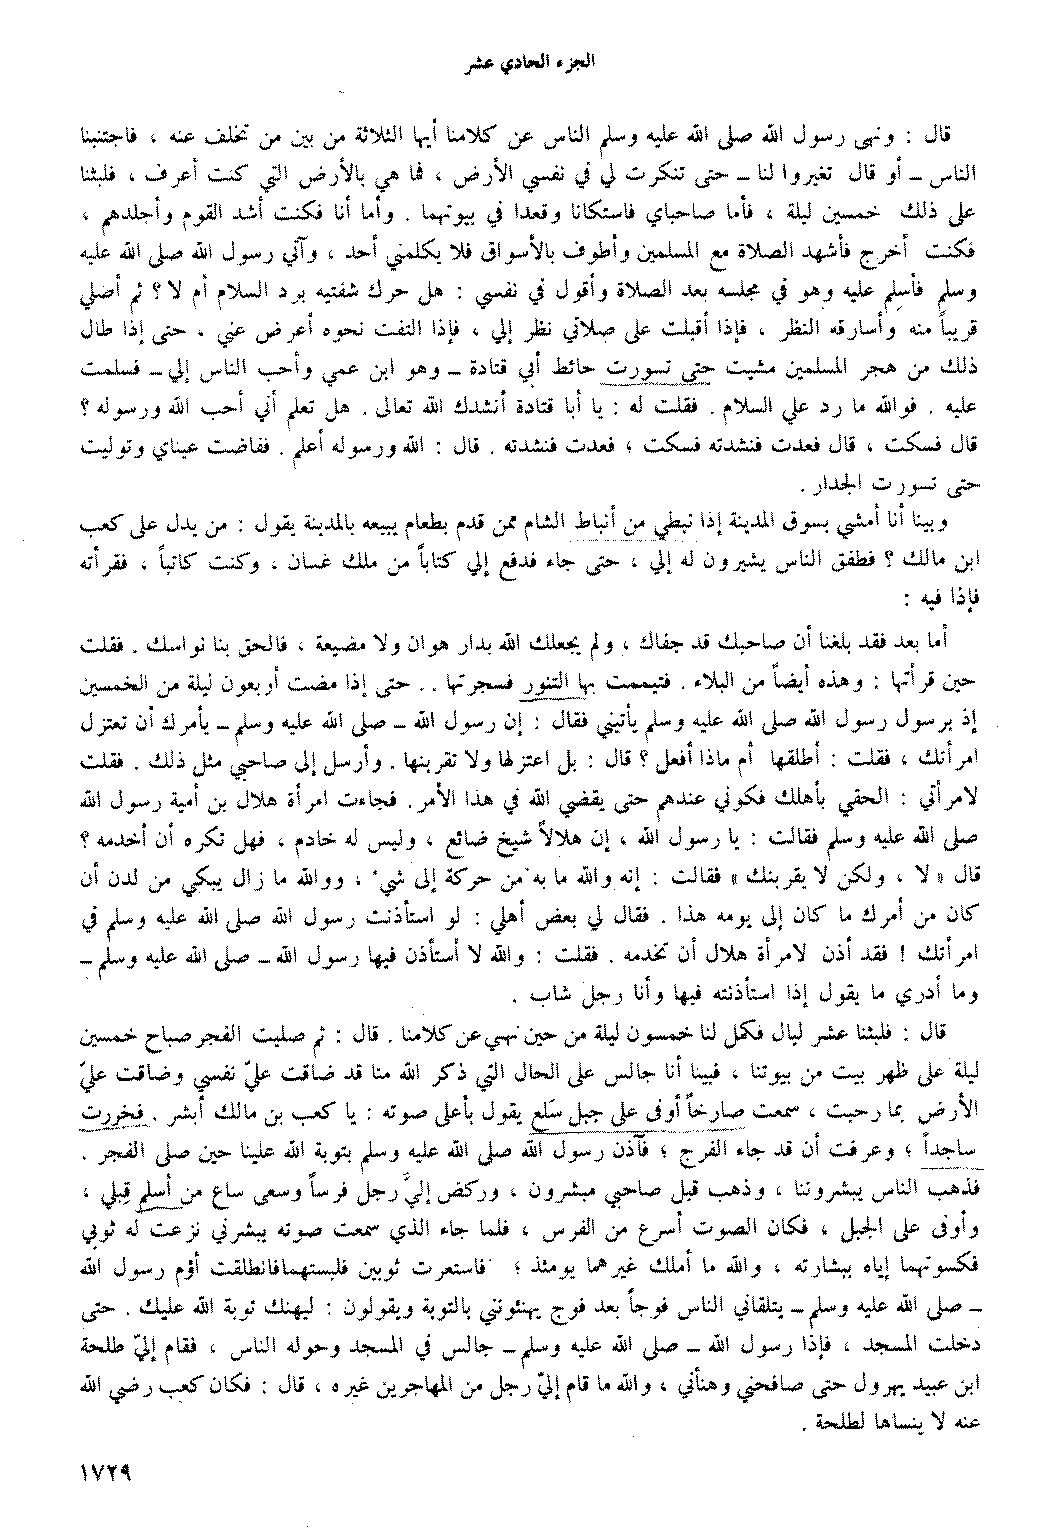 الجزء الحادي عشر
قال : ونهى رسول الله صلى الله عليه وسلم الناس عن كلامنا أيها الثلاثة من بين من تخلف عنه ، فاجتنبنا
الناس – أو قال تغيروا لنا – حتى تنكرت لي في نفسي الأرض ، فما هي بالأرض التي كنت أعرف ، فلبثنا
على ذلك خمسين ليلة ، فأما صاحباي فاستكانا وقعدا في بيوتهما . وأما أنا فكنت أشد القوم وأجلدهم ،
فكنت أخرج فأشهد الصلاة مع المسلمين وأطوف بالأسواق فلا يكلمني أحد ، وآتي رسول الله صلى الله عليه
وسلم فأسلم عليه وهو في مجلسه بعد الصلاة وأقول في نفسي : هل حرك شفتيه برد السلام أم لا؟ ثم أصلي
قريباً منه وأسارقه النظر ، فإذا أقبلت على صلاتي نظر إلي ، فإذا التفت نحوه أعرض عني . حتى إذا طال
ذلك من هجر المسلمين مشيت حتى تسورت حائط أبي قتادة – وهو ابن عمي وأحب الناس إلي – فسلمت
عليه . فوالله ما رد علي السلام . فقلت له : يا أبا قتادة أنشدك الله تعالى . هل تعلم أني أحب الله ورسوله ؟
قال فسكت ، قال فعدت فنشدته فسكت ؛ فعدت فنشدته . قال : الله ورسوله أعلم . ففاضت عيناي وتوليت
حتى تسورت الجدار .
وبينا أنا أمشي بسوق المدينة إذا نبطي من أنباط الشام ممن قدم بطعام يبيعه بالمدينة يقول : من يدل على كعب
ابن مالك ؟ فطفق الناس يشيرون له إلي ، حتى جاء فدفع إلي كتاباً من ملك غسان ، وكنت كاتباً ، فقرأته
فإذا فيه :
أما بعد فقد بلغنا أن صاحبك قد جفاك ، ولم يجعلك الله بدار هوان ولا مضيعة ، فالحق بنا نواسك . فقلت
حين قرأتها : وهذه أيضاً من البلاء . فتيممت بها التنور فسجرتها .. حتى إذا مضت أربعون ليلة من الخمسين
إذ برسول رسول الله صلى الله عليه وسلم يأتيني فقال : إن رسول الله – صلى الله عليه وسلم – يأمرك أن تعتزل
امرأتك ، فقلت : أطلقها أم ماذا أفعل ؟ قال : بل اعتزلها ولا تقربنها . وأرسل إلى صاحبي مثل ذلك . فقلت
لامرأتي : الحقي بأهلك فكوني عندهم حتى يقضي الله في هذا الأمر . فجاءت امرأة هلال بن أمية رسول الله
صلى الله عليه وسلم فقالت : يا رسول الله ، إن هلالاً شيخ ضائع ، وليس له خادم ، فهل تكره أن أخدمه ؟
قال « لا ، ولكن لا يقربنك » فقالت : إنه والله ما به من حركة إلى شيء ، ووالله ما زال يبكي من لدن أن
كان من أمرك ما كان إلى يومه هذا . فقال لي بعض أهلي : لو استأذنت رسول الله صلى الله عليه وسلم في
امرأتك ! فقد أذن لامرأة هلال أن تخدمه . فقلت : والله لا أستأذن فيها رسول الله – صلى الله عليه وسلم –
وما أدري ما يقول إذا استأذنته فيها وأنا رجل شاب .
قال : فلبثنا عشر ليال فكمل لنا خمسون ليلة من حين نهي عن كلامنا . قال : ثم صليت الفجر صباح خمسين
ليلة على ظهر بيت من بيوتنا ، فبينا أنا جالس على الحال التي ذكر الله منا قد ضاقت عليّ نفسي وضاقت عليّ
الأرض بما رحبت ، سمعت صارخاً أوفى على جبل سَلع يقول بأعلى صوته : يا كعب بن مالك أبشر . فخررت
ساجداً ؛ وعرفت أن قد جاء الفرج ؛ فآذن رسول الله صلى الله عليه وسلم بتوبة الله علينا حين صلى الفجر .
فذهب الناس يبشروننا ، وذهب قبل صاحبي مبشرون ، وركض إليّ رجل فرساً وسعى ساع من أسلم قِبلي ،
وأوفى على الجبل ، فكان الصوت أسرع من الفرس ، فلما جاء الذي سمعت صوته يبشرني نزعت له ثوبي
فكسوتهما إياه ببشارته ، والله ما أملك غيرهما يومئذ ؛ فاستعرت ثوبين فلبستهما فانطلقت أؤم رسول الله
– صلى الله عليه وسلم – يتلقاني الناس فوجاً بعد فوج يهنئونني بالتوبة ويقولون : ليهنك توبة الله عليك . حتى
دخلت المسجد ، فإذا رسول الله – صلى الله عليه وسلم – جالس في المسجد وحوله الناس ، فقام إليّ طلحة
ابن عبيد يهرول حتى صافحني وهنأني ، والله ما قام إليّ رجل من المهاجرين غيره ، قال : فكان كعب رضي الله
عنه لا ينساها لطلحة .
١٧٢٩